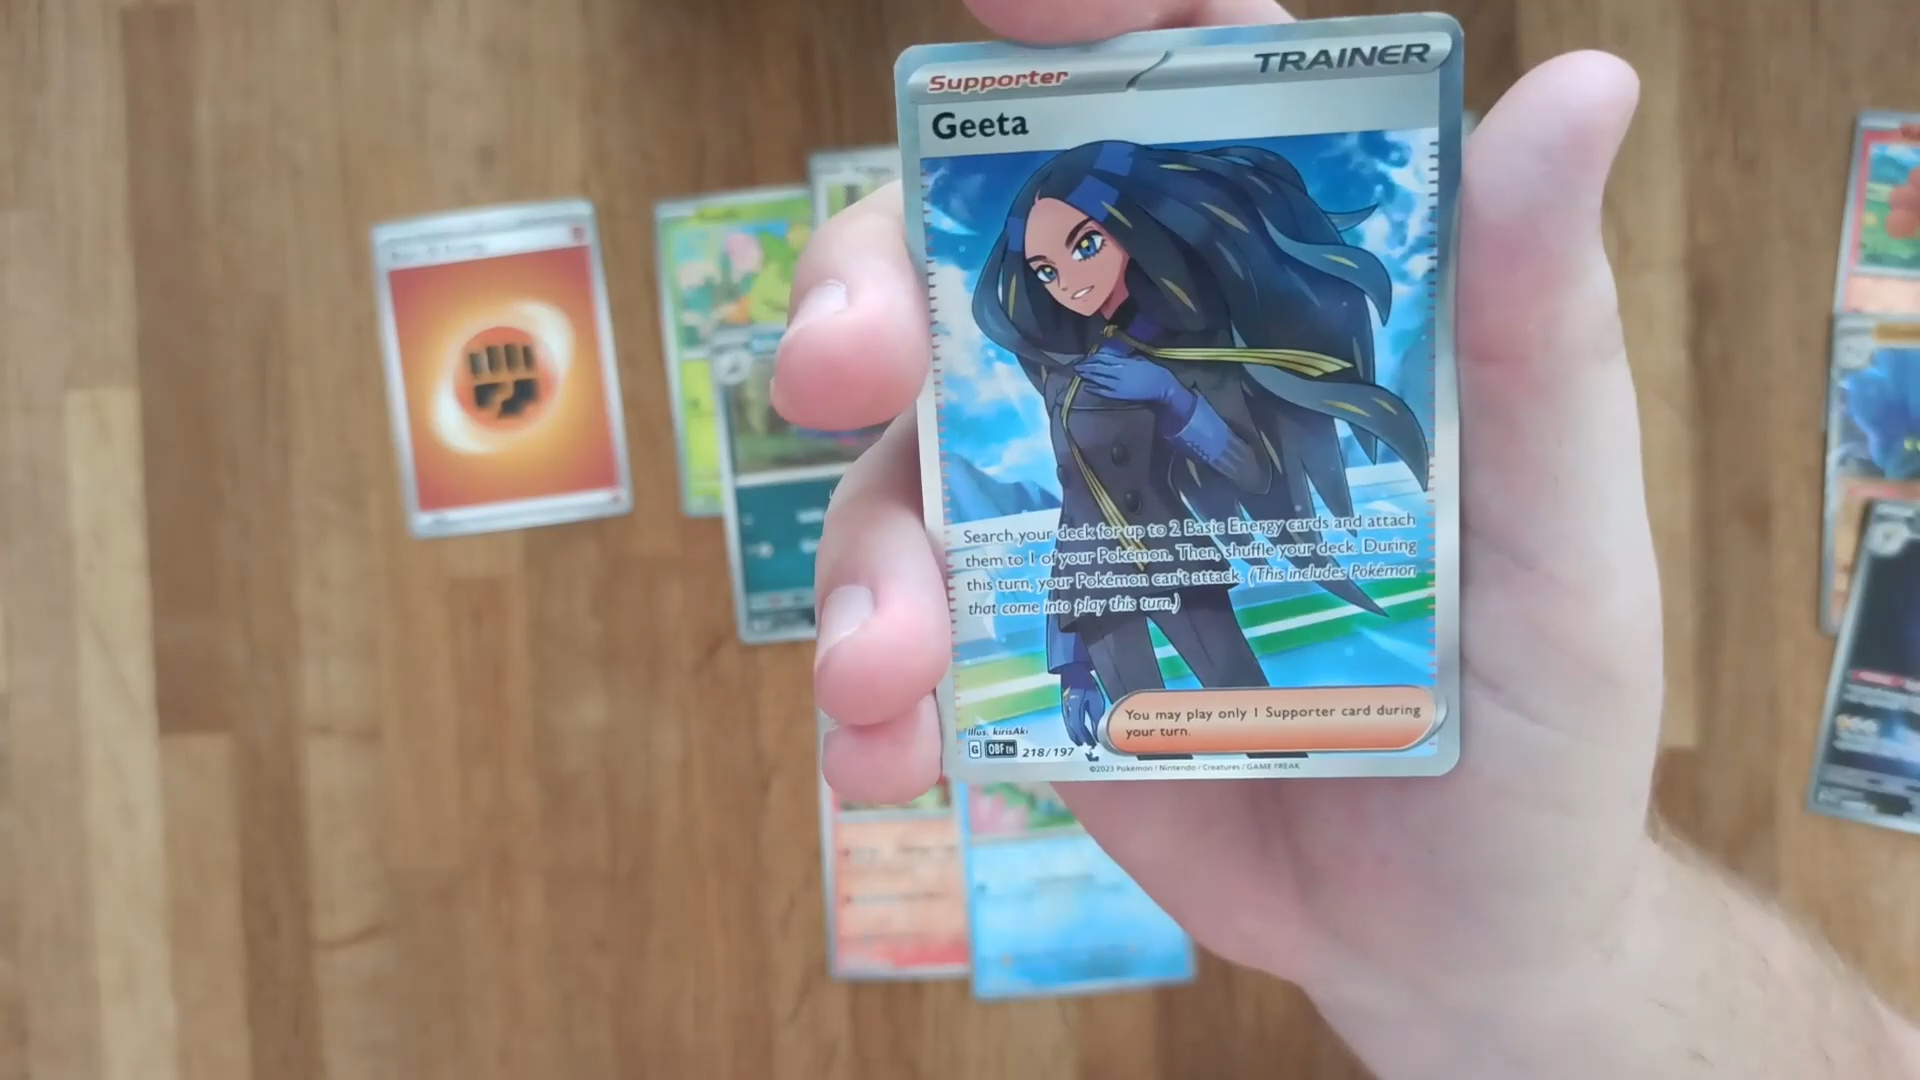 Supporter
TRAINER
Geeta
Search your deck for up to 2 Basic Energy cards and attach
them to 1 of your Pokémon. Then, shuffle your deck. During
this turn, your Pokémon can't attack. (This includes Pokémon
that come into play this turn.)
You may play only 1 Supporter card during
your turn.
Illus. kirisAki
G OBF EN 218/197
©2023 Pokémon / Nintendo / Creatures / GAME FREAK